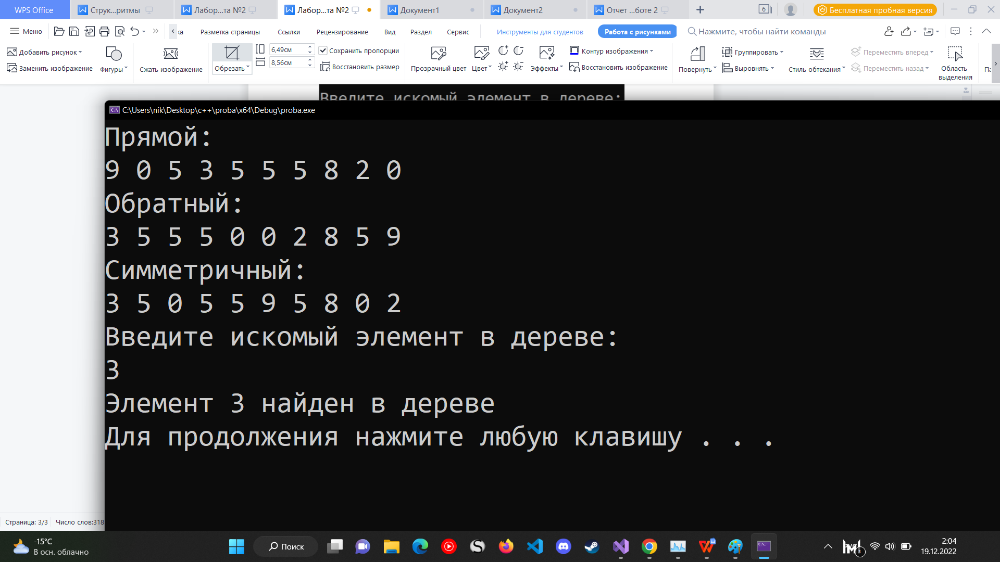 WPS Office
Струк...ритмы
Лабор...та №2
Лабор...та №2
Документ1
Документ2
Отчет ...боте 2
6
Бесплатная пробная версия
Меню
ка
Разметка страницы
Ссылки
Рецензирование
Вид
Раздел
Сервис
Инструменты для студентов
Работа с рисунками
Нажмите, чтобы найти команды
Добавить рисунок
Заменить изображение
Фигуры
Сжать изображение
Обрезать
6,49см
8,56см
Сохранить пропорции
Восстановить размер
Прозрачный цвет
Цвет
Эффекты
Контур изображения
Восстановить изображение
Повернуть
Группировать
Выровнять
Стиль обтекания
Переместить вперед
Переместить назад
Область
выделения
Па
Введите искомый элемент в дереве:
C:\Users\nik\Desktop\c++\proba\x64\Debug\proba.exe
Прямой:
9 0 5 3 5 5 5 8 2 0
Обратный:
3 5 5 5 0 0 2 8 5 9
Симметричный:
3 5 0 5 5 9 5 8 0 2
Введите искомый элемент в дереве:
3
Элемент 3 найден в дереве
Для продолжения нажмите любую клавишу . . .
Страница: 3/3
Число слов:318
-15°C
В осн. облачно
Поиск
2:04
19.12.2022